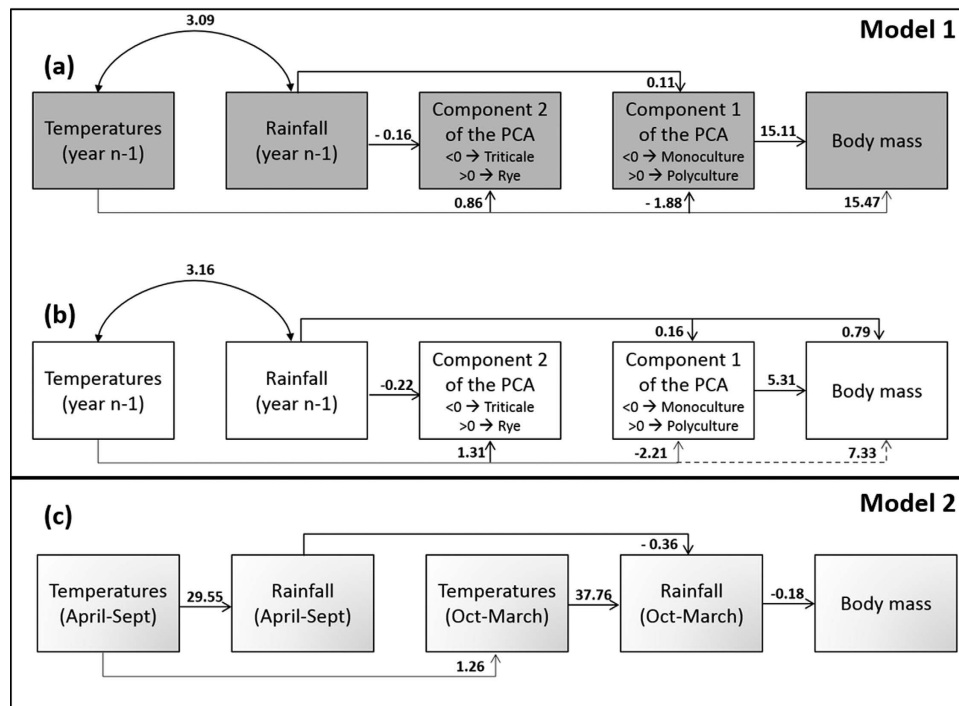 3.09
Model 1
(a)
0.11
Temperatures
(year n-1)
Rainfall
(year n-1)
- 0.16
Component 2
of the PCA
<0 → Triticale
>0 → Rye
Component 1
of the PCA
<0 → Monoculture
>0 → Polyculture
15.11
Body mass
0.86
- 1.88
15.47
3.16
(b)
0.16
0.79
Temperatures
(year n-1)
Rainfall
(year n-1)
-0.22
Component 2
of the PCA
<0 → Triticale
>0 → Rye
Component 1
of the PCA
<0 → Monoculture
>0 → Polyculture
5.31
Body mass
1.31
-2.21
7.33
Model 2
(c)
- 0.36
Temperatures
(April-Sept)
29.55
Rainfall
(April-Sept)
Temperatures
(Oct-March)
37.76
Rainfall
(Oct-March)
-0.18
Body mass
1.26